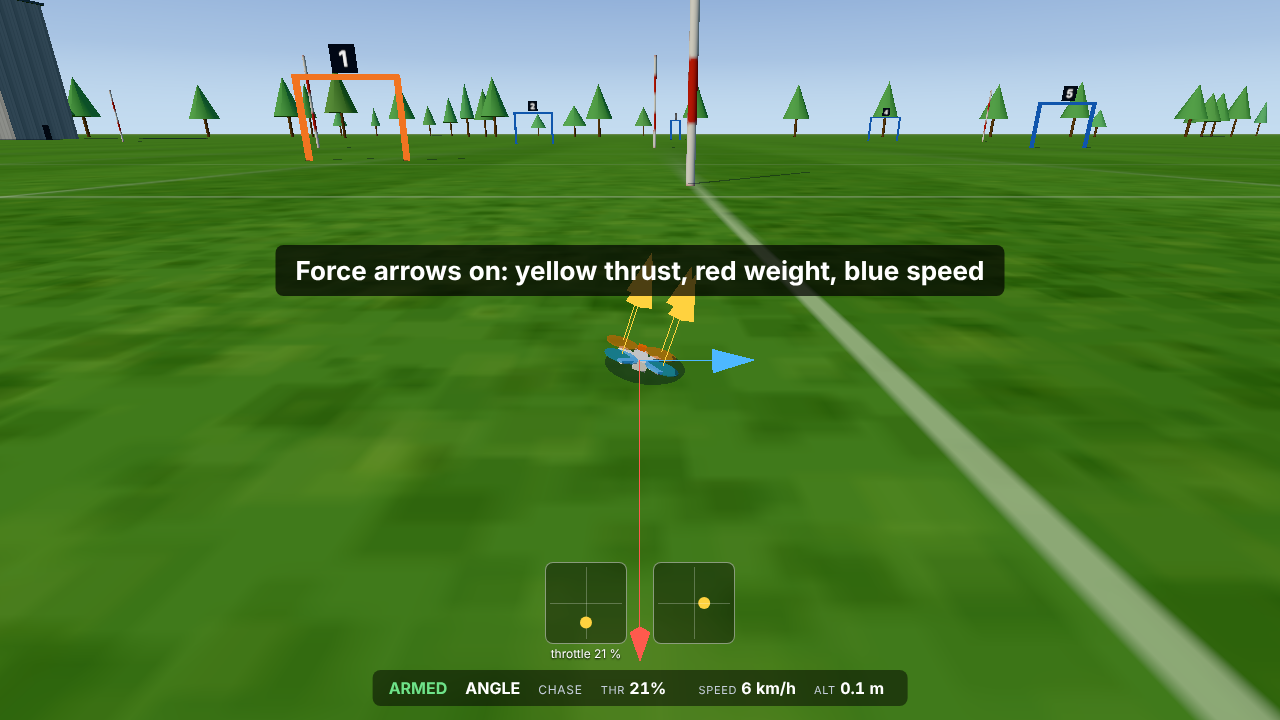 1
5
Force arrows on: yellow thrust, red weight, blue speed
throttle 21 %
ARMED ANGLE CHASE THR 21% SPEED 6 km/h ALT 0.1 m